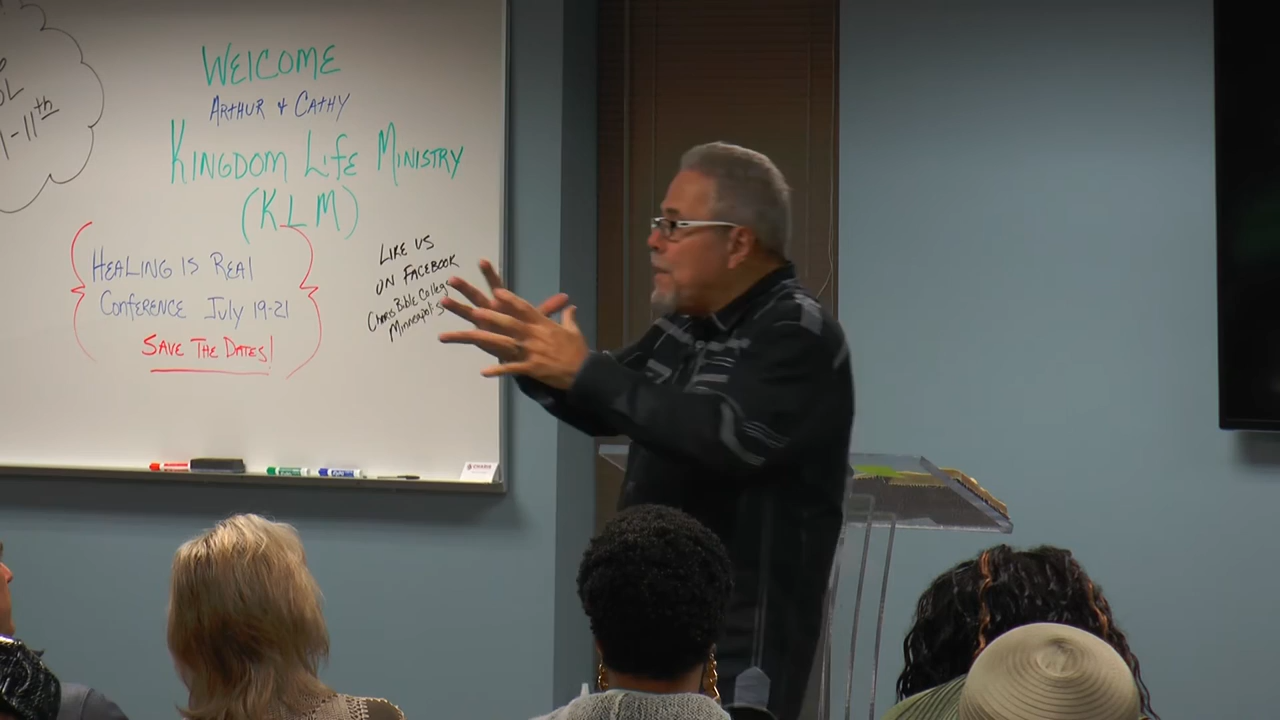 1-11th
WELCOME
ARTHUR & CATHY
KINGDOM LIFE MINISTRY
(KLM)
HEALING IS REAL
CONFERENCE JULY 19-21
SAVE THE DATES!
LIKE US
ON FACEBOOK
Charis Bible College
Minneapolis